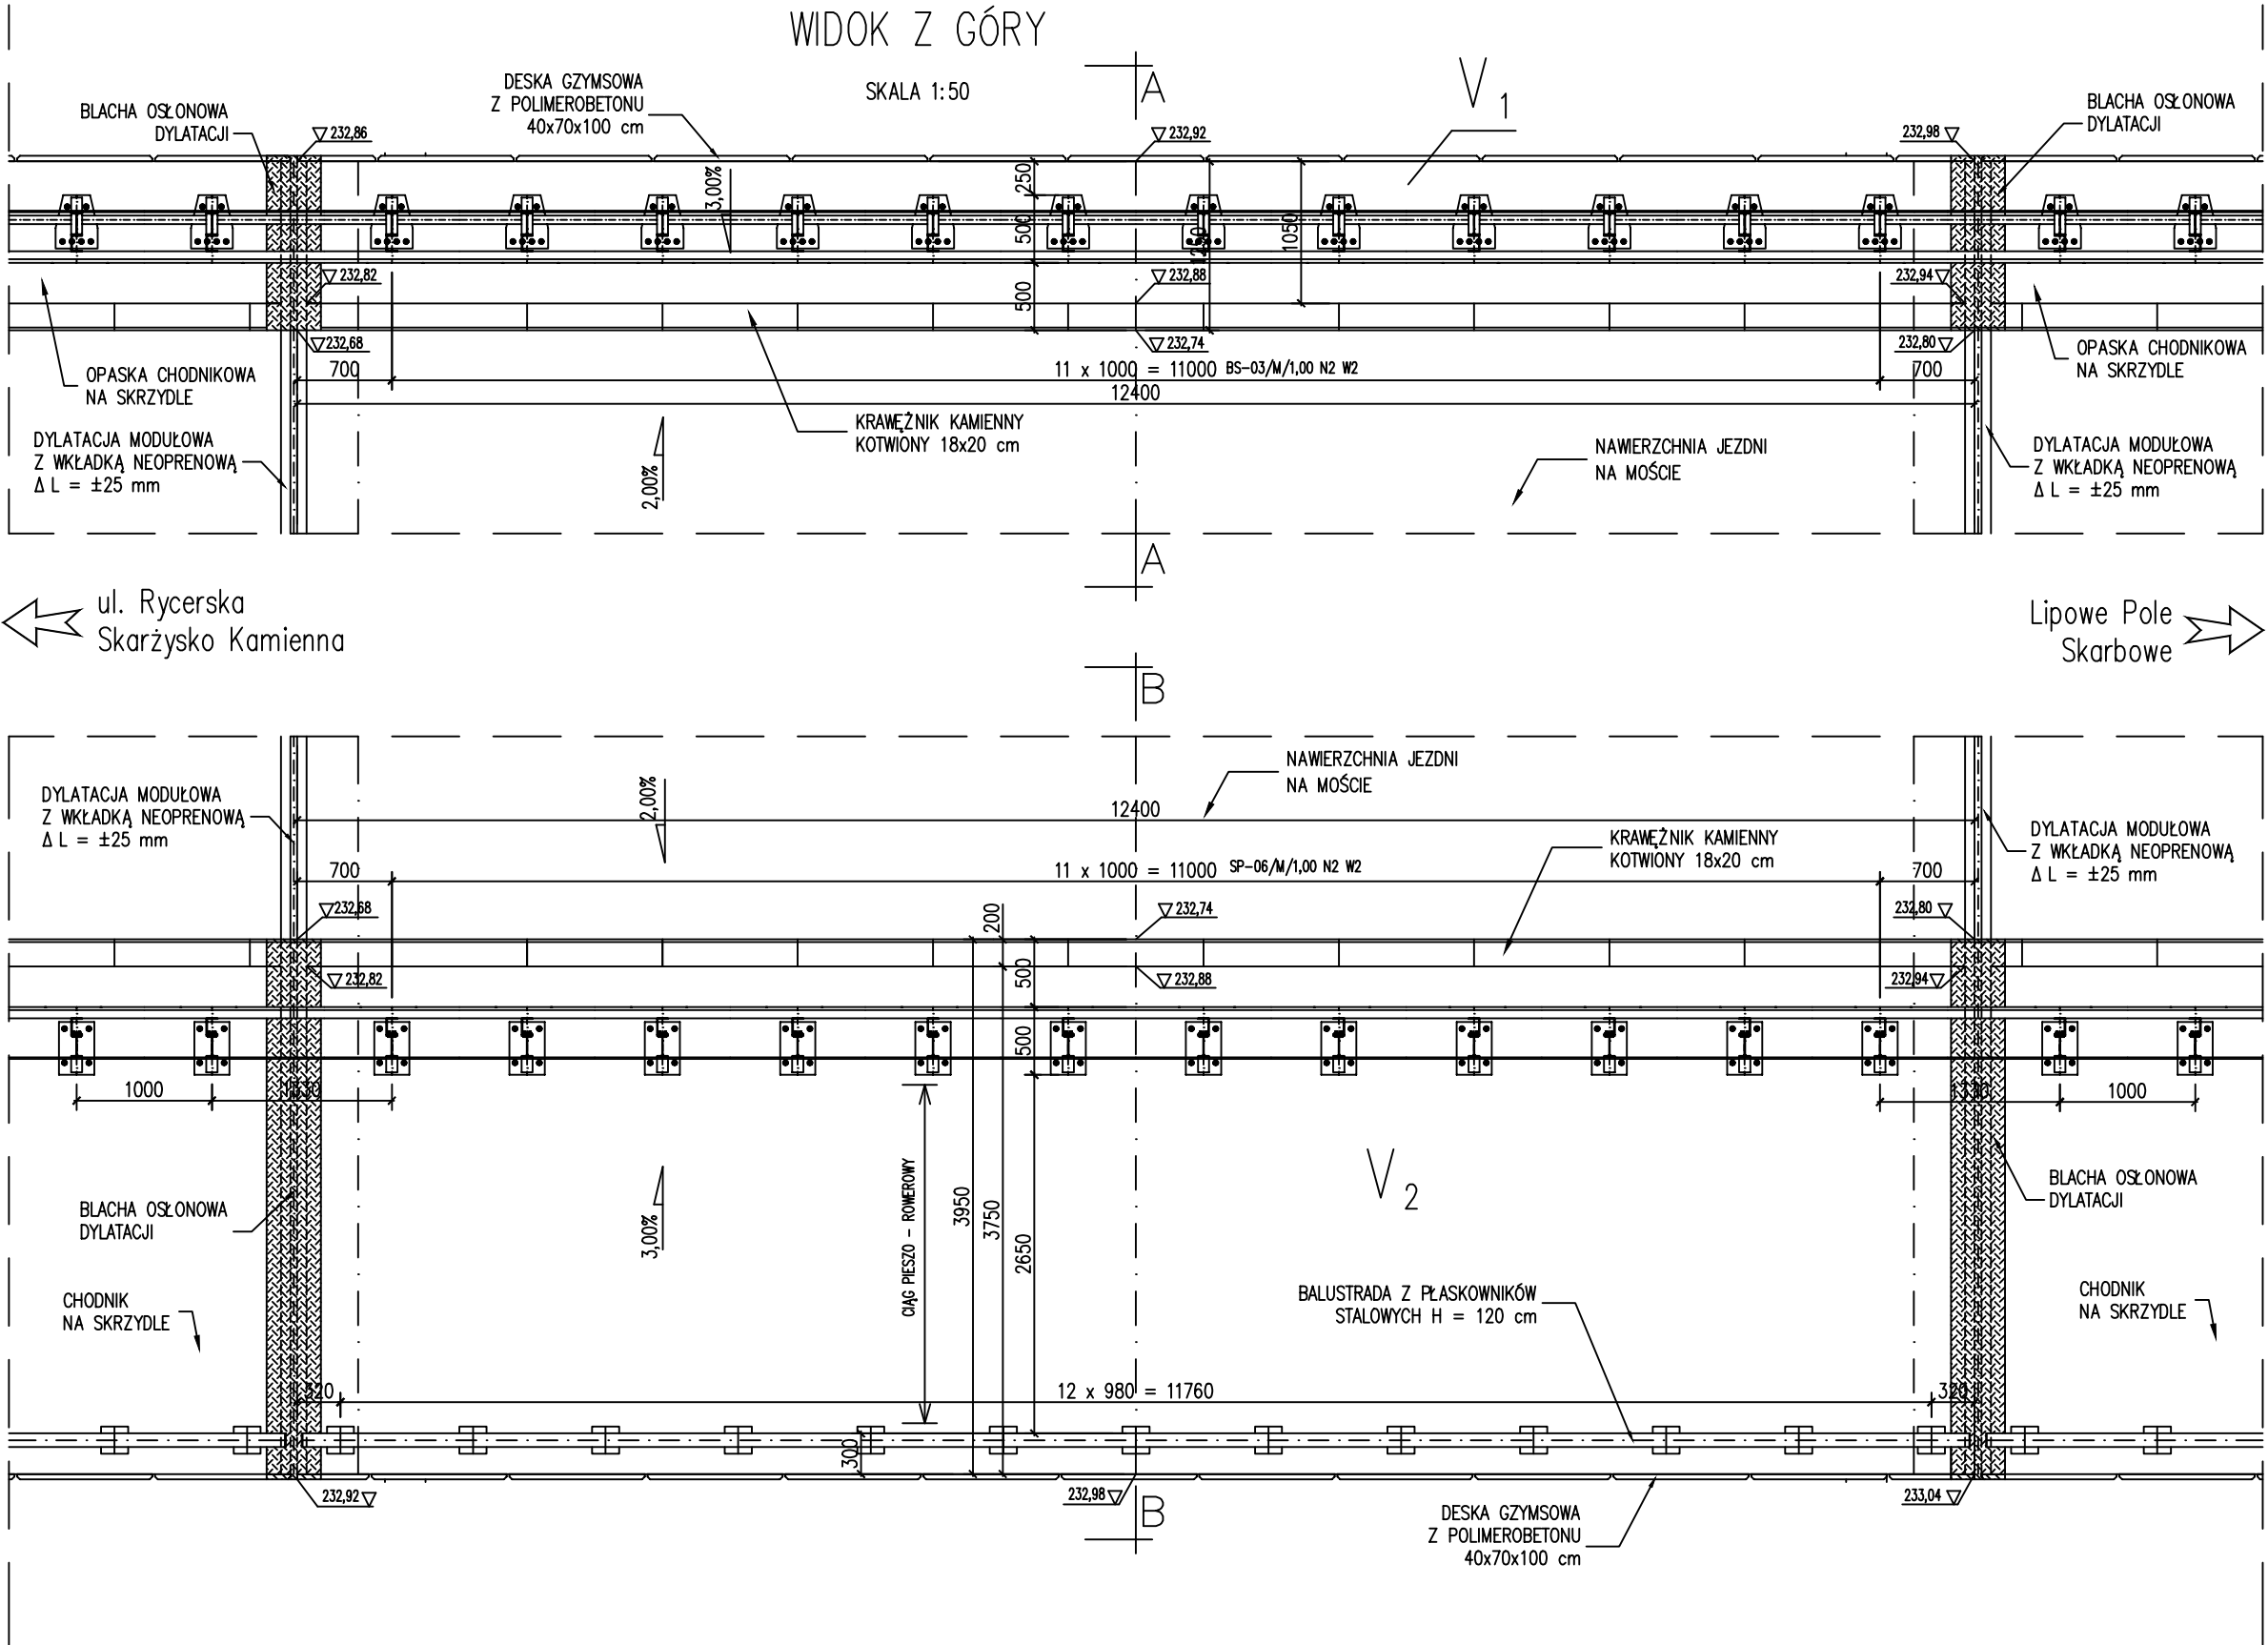 WIDOK Z GÓRY
SKALA 1:50
DESKA GZYMSOWA
Z POLIMEROBETONU
40x70x100 cm
BLACHA OSŁONOWA
DYLATACJI
232,86
A
232,92
V 1
232,98
BLACHA OSŁONOWA
DYLATACJI
3,00%
250
500
500
1250
1050
232,82
232,88
232,94
232,68
232,74
232,80
OPASKA CHODNIKOWA
NA SKRZYDLE
700
11 x 1000 = 11000 BS-03/M/1,00 N2 W2
700
12400
OPASKA CHODNIKOWA
NA SKRZYDLE
KRAWĘŻNIK KAMIENNY
KOTWIONY 18x20 cm
DYLATACJA MODUŁOWA
Z WKŁADKĄ NEOPRENOWĄ
Δ L = ±25 mm
2,00%
NAWIERZCHNIA JEZDNI
NA MOŚCIE
DYLATACJA MODUŁOWA
Z WKŁADKĄ NEOPRENOWĄ
Δ L = ±25 mm
A
ul. Rycerska
Skarżysko Kamienna
Lipowe Pole
Skarbowe
B
DYLATACJA MODUŁOWA
Z WKŁADKĄ NEOPRENOWĄ
Δ L = ±25 mm
2,00%
NAWIERZCHNIA JEZDNI
NA MOŚCIE
12400
KRAWĘŻNIK KAMIENNY
KOTWIONY 18x20 cm
DYLATACJA MODUŁOWA
Z WKŁADKĄ NEOPRENOWĄ
Δ L = ±25 mm
700
11 x 1000 = 11000 SP-06/M/1,00 N2 W2
700
232,68
200
232,74
232,80
232,82
500
232,88
232,94
500
1000
1330
1330
1000
BLACHA OSŁONOWA
DYLATACJI
3,00%
CIĄG PIESZO - ROWEROWY
3950
3750
2650
V 2
BLACHA OSŁONOWA
DYLATACJI
CHODNIK
NA SKRZYDLE
BALUSTRADA Z PŁASKOWNIKÓW
STALOWYCH H = 120 cm
CHODNIK
NA SKRZYDLE
320
12 x 980 = 11760
320
300
232,92
232,98
233,04
B
DESKA GZYMSOWA
Z POLIMEROBETONU
40x70x100 cm